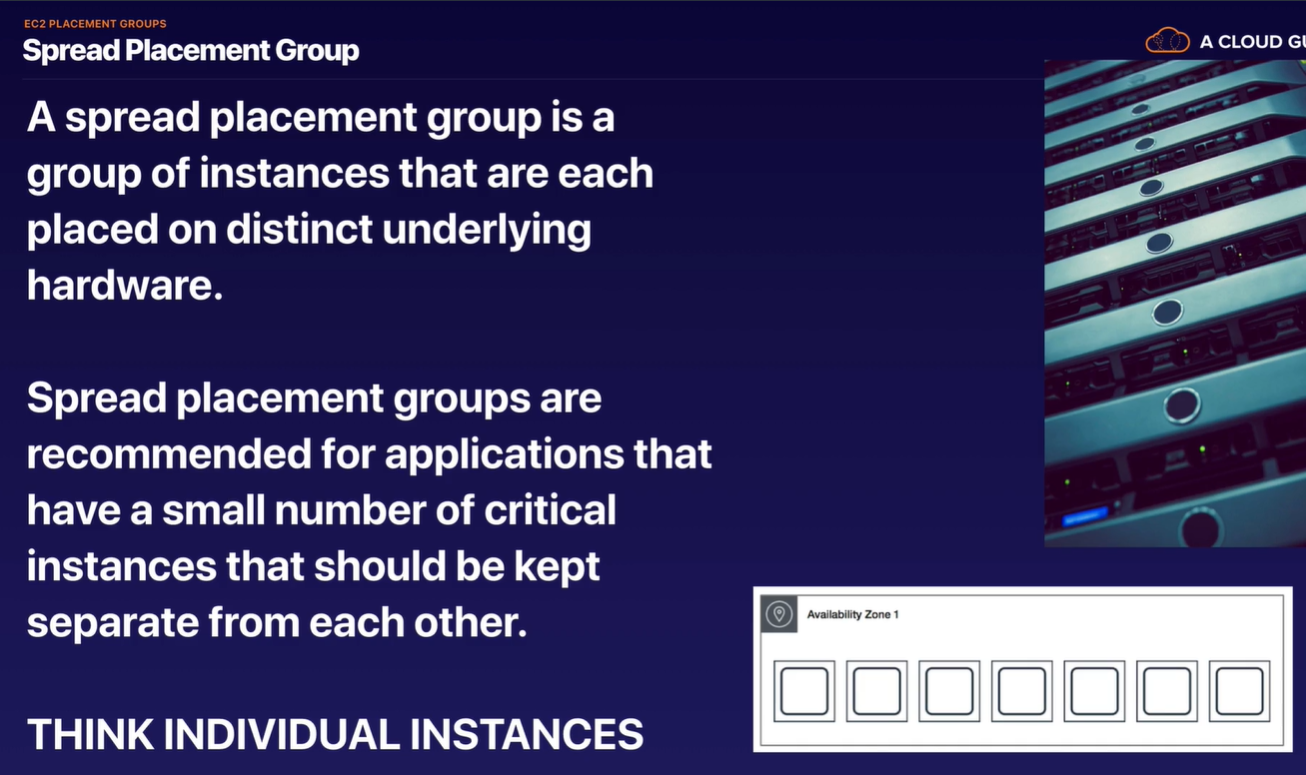 EC2 PLACEMENT GROUPS
Spread Placement Group
A CLOUD GU
A spread placement group is a
group of instances that are each
placed on distinct underlying
hardware.
Spread placement groups are
recommended for applications that
have a small number of critical
instances that should be kept
separate from each other.
THINK INDIVIDUAL INSTANCES
Availability Zone 1